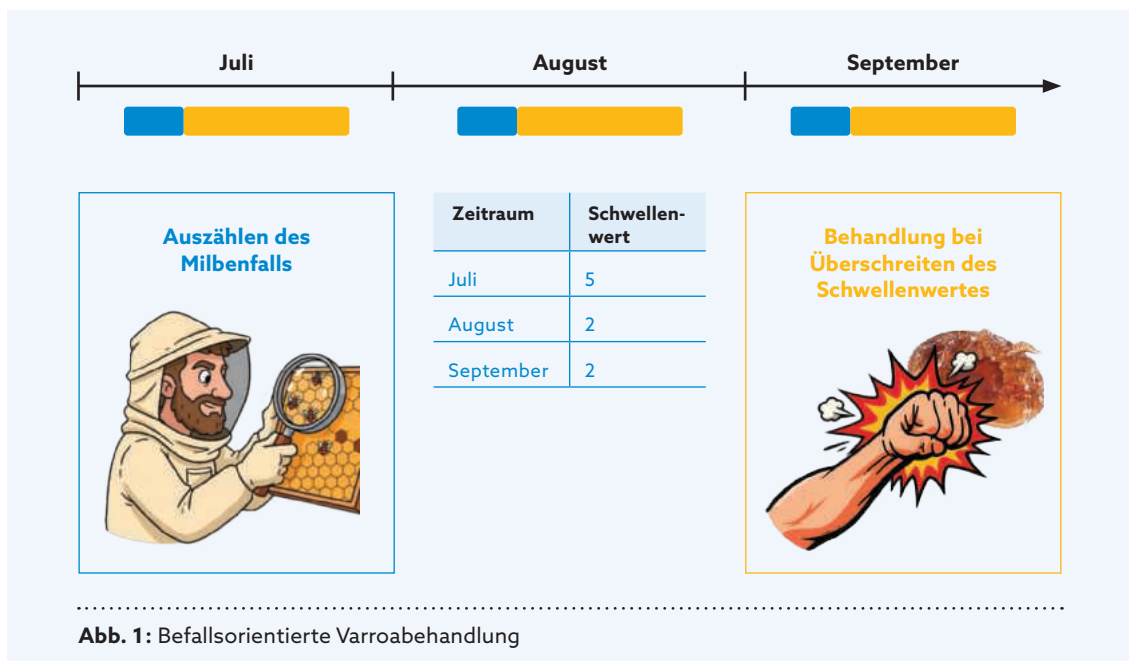 Juli
August
September
Auszählen des
Milbenfalls
Zeitraum
Schwellen-
wert
Juli
5
August
2
September
2
Behandlung bei
Überschreiten des
Schwellenwertes
Abb. 1: Befallsorientierte Varroabehandlung